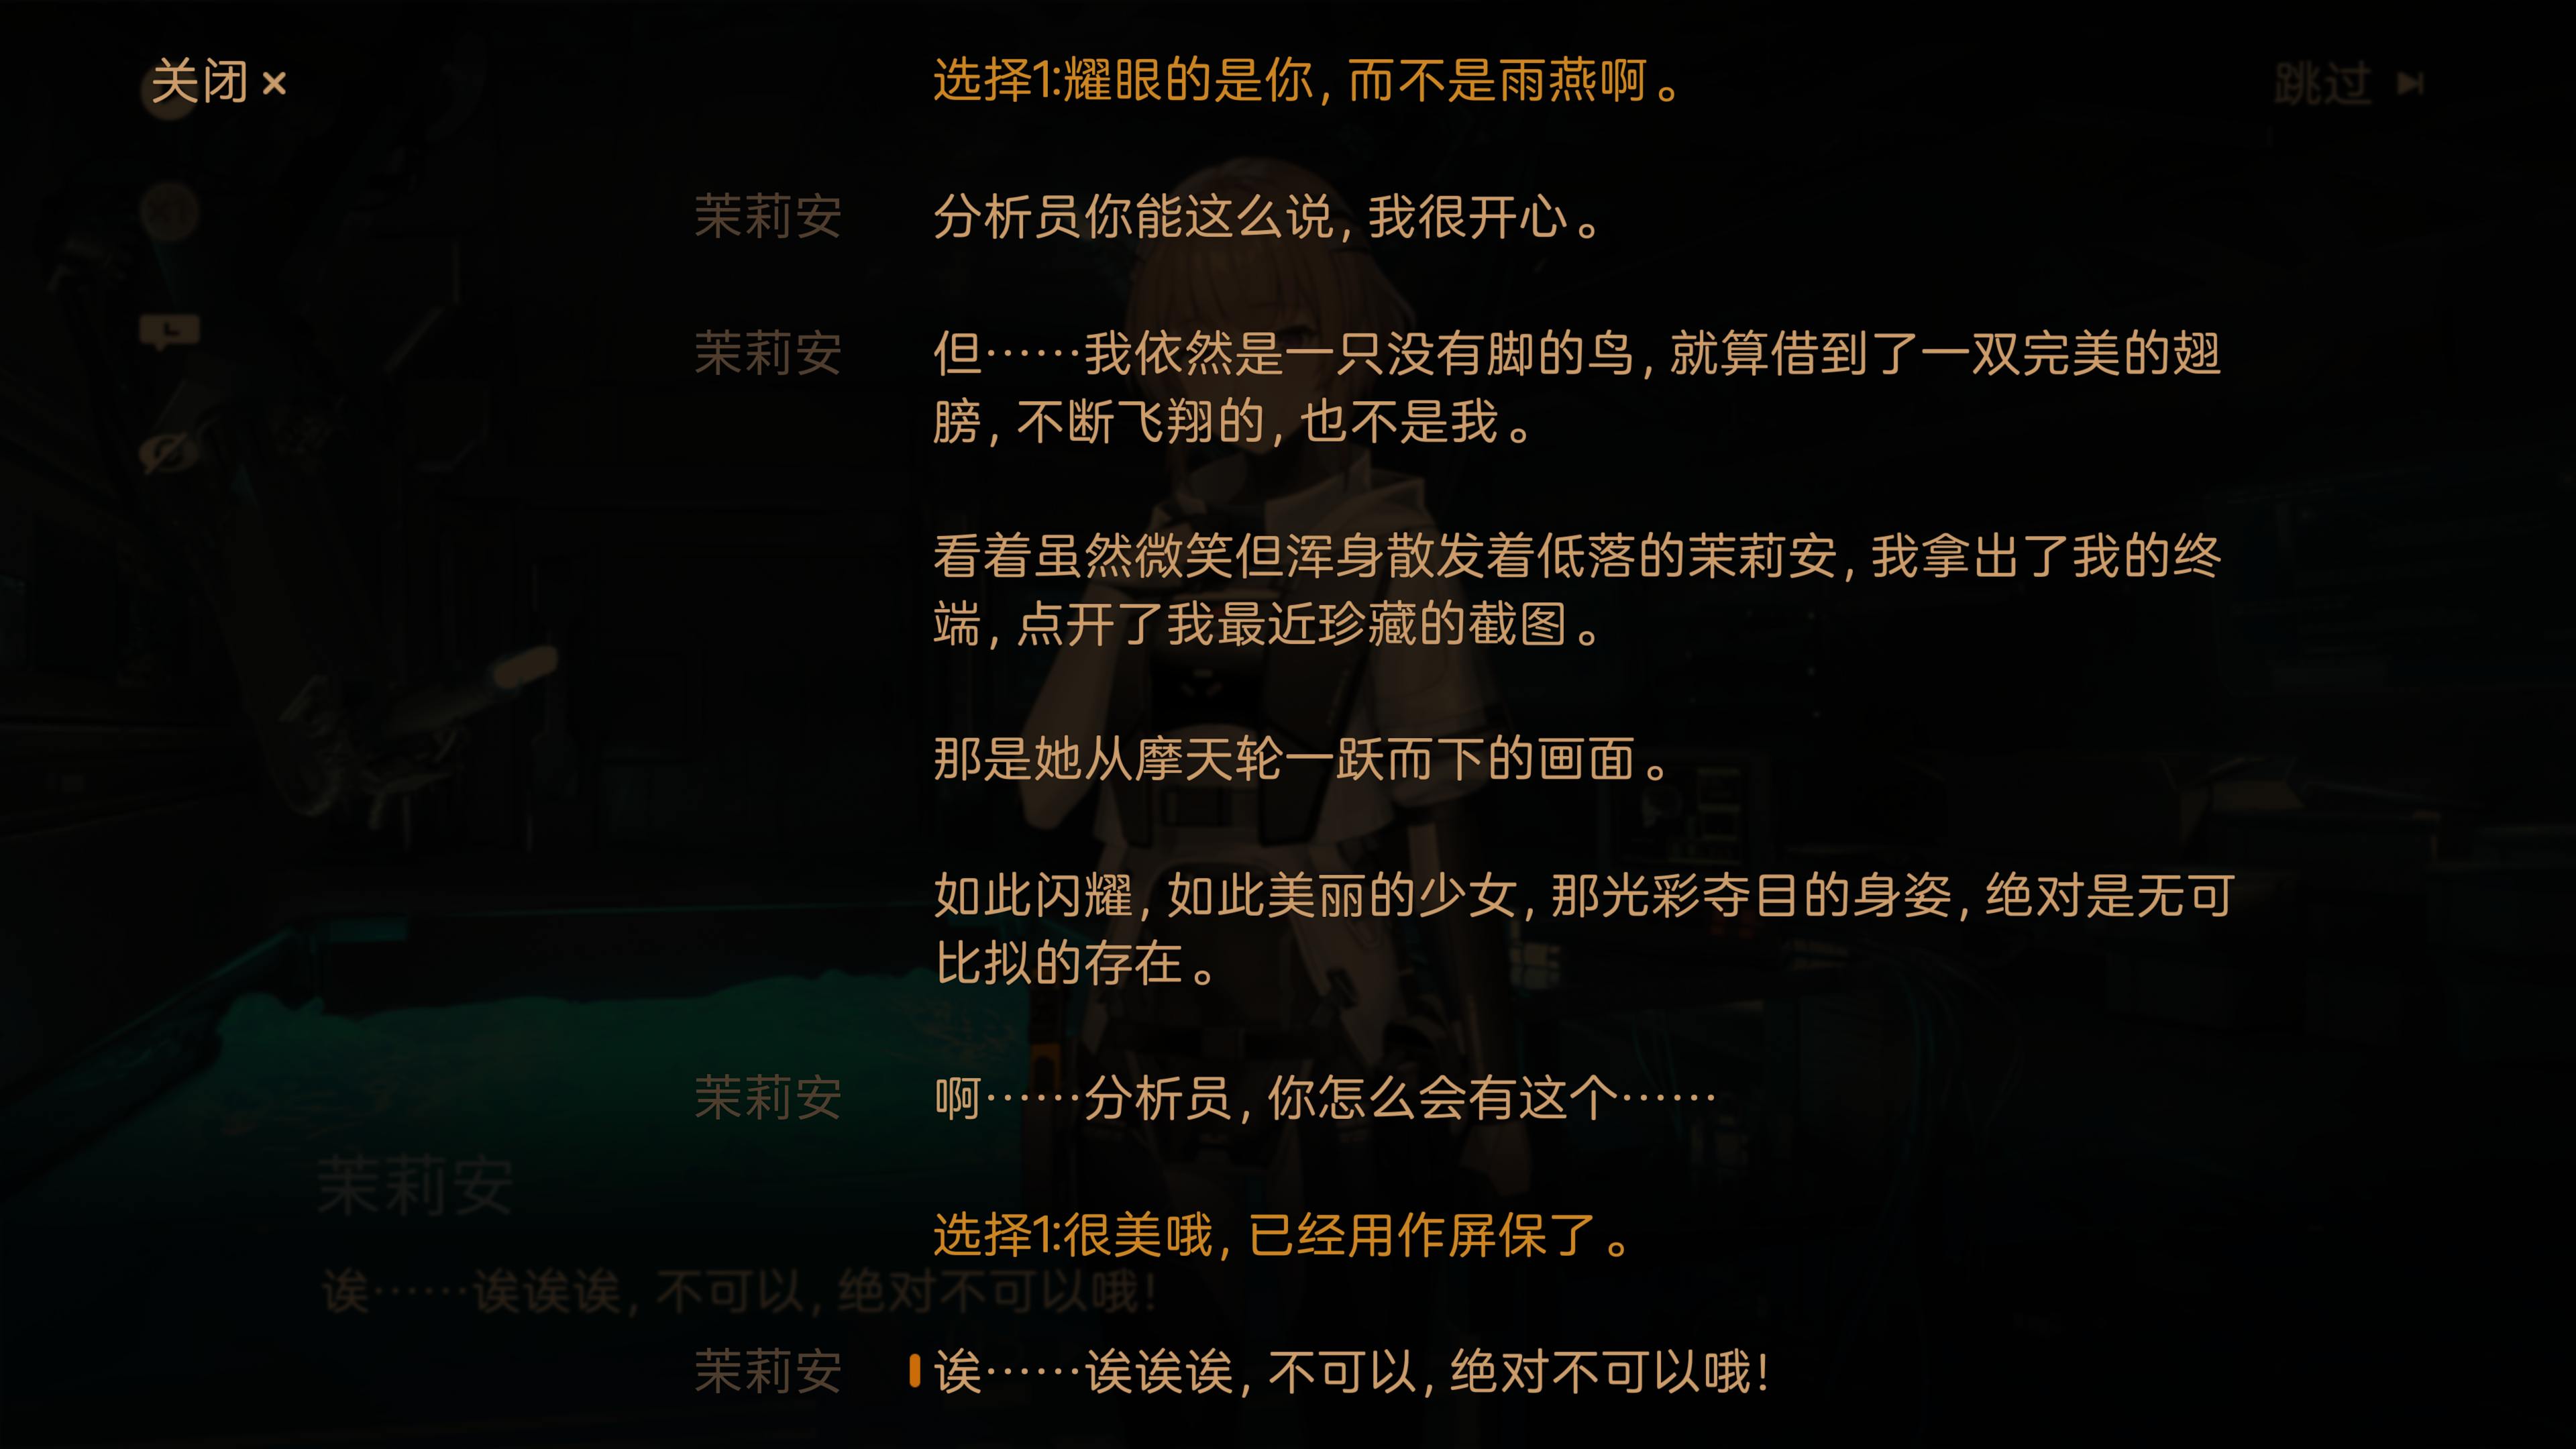 关闭 ×
跳过
选择1:耀眼的是你,而不是雨燕啊。
茉莉安 分析员你能这么说,我很开心。
茉莉安 但……我依然是一只没有脚的鸟,就算借到了一双完美的翅
膀,不断飞翔的,也不是我。
看着虽然微笑但浑身散发着低落的茉莉安,我拿出了我的终
端,点开了我最近珍藏的截图。
那是她从摩天轮一跃而下的画面。
如此闪耀,如此美丽的少女,那光彩夺目的身姿,绝对是无可
比拟的存在。
茉莉安 啊……分析员,你怎么会有这个……
茉莉安
选择1:很美哦,已经用作屏保了。
诶……诶诶诶,不可以,绝对不可以哦!
茉莉安 诶……诶诶诶,不可以,绝对不可以哦!